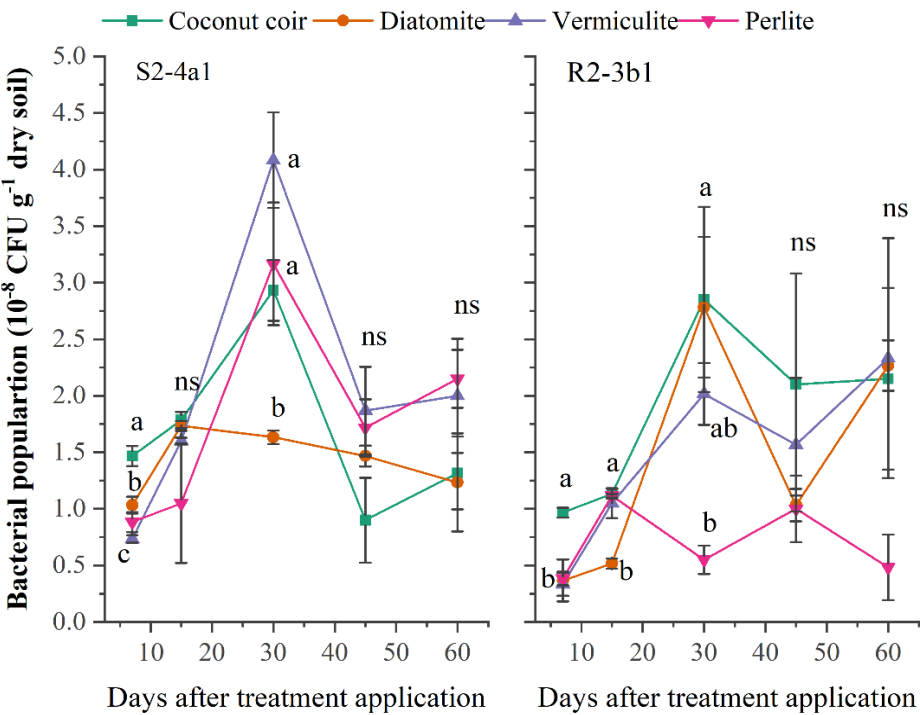 Coconut coir Diatomite Vermiculite Perlite
Bacterial populartion (10-8 CFU g-1 dry soil)
5.0
4.5
4.0
3.5
3.0
2.5
2.0
1.5
1.0
0.5
0.0
S2-4a1
a
a
ns
ns
ns
a
b
b
c
10 20 30 40 50 60
Days after treatment application
R2-3b1
a
ns
ns
a
a
ab
b
b
b
10 20 30 40 50 60
Days after treatment application